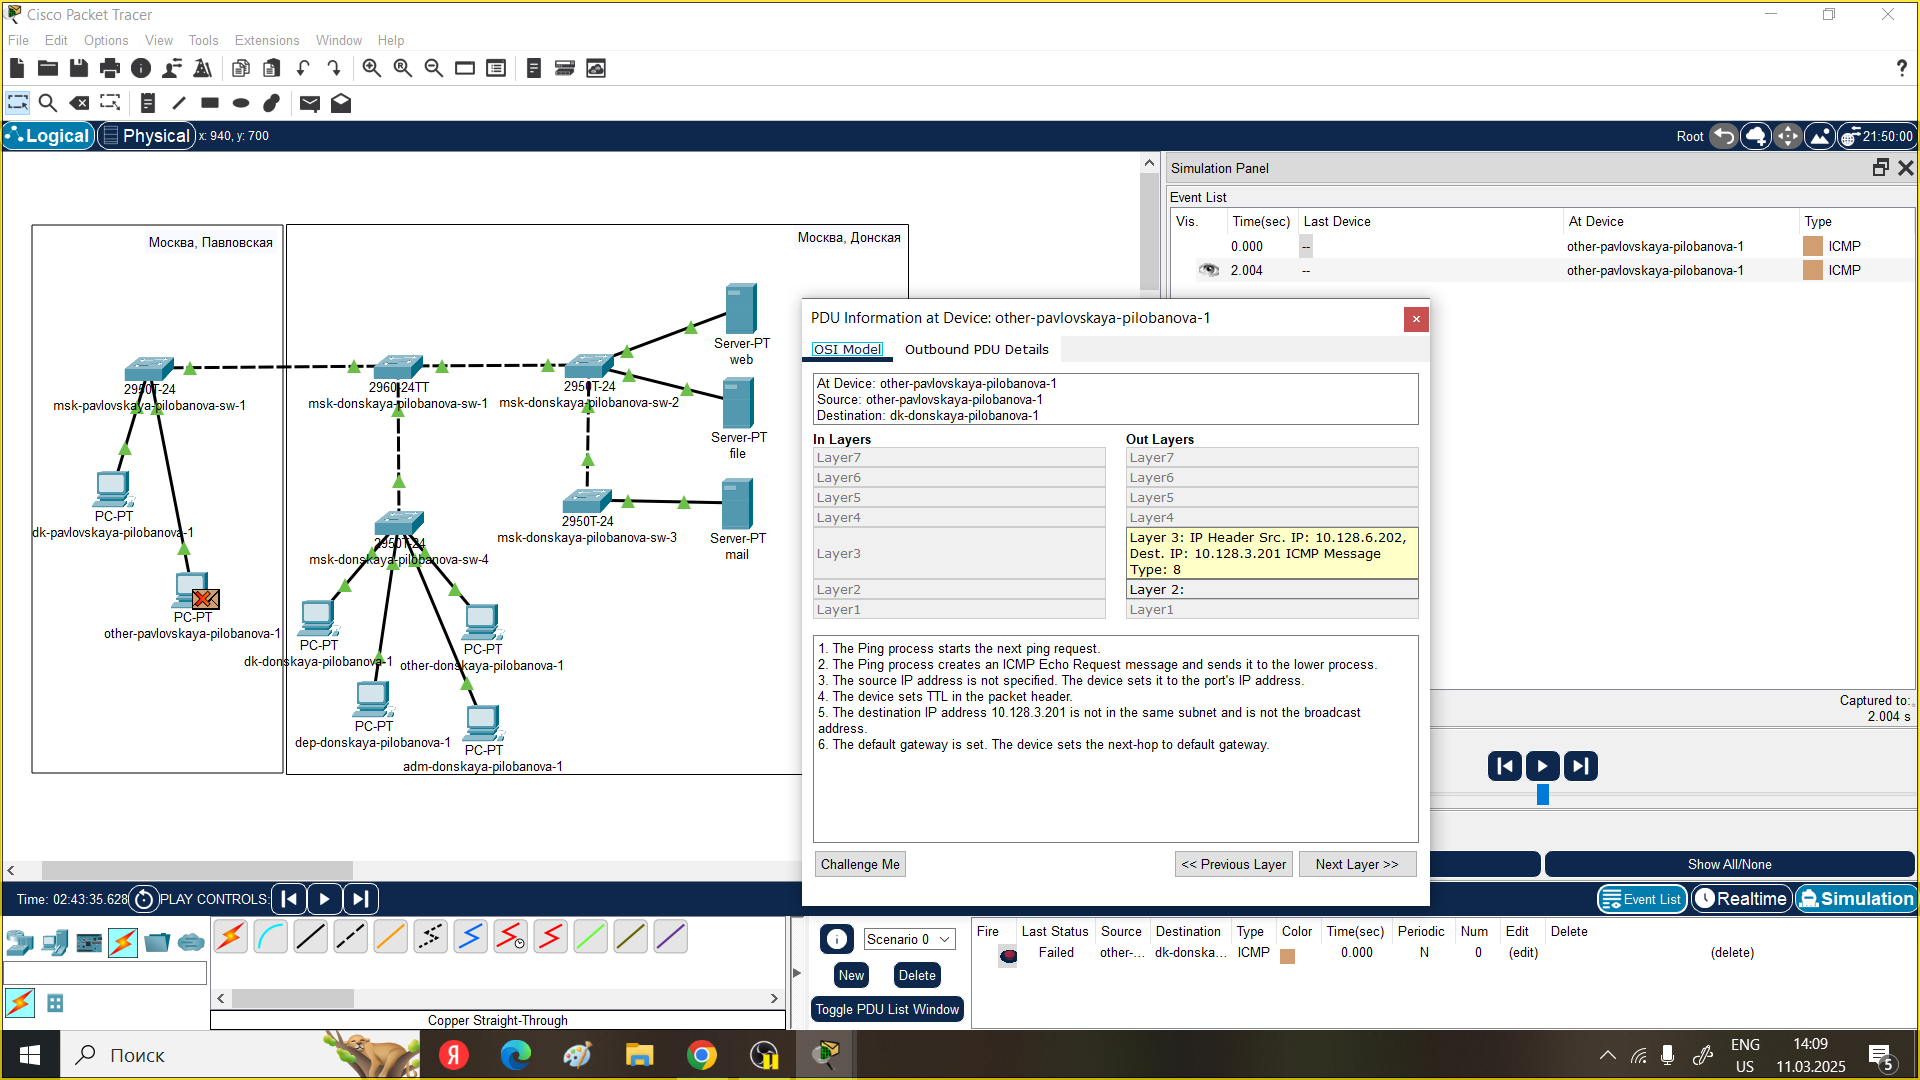 Cisco Packet Tracer
File Edit Options View Tools Extensions Window Help
Logical Physical x: 940, y: 700
Root 21:50:00
Москва, Павловская
Москва, Донская
Server-PT
web
2950T-24
msk-pavlovskaya-pilobanova-sw-1
2960-24TT
msk-donskaya-pilobanova-sw-1
2950T-24
msk-donskaya-pilobanova-sw-2
Server-PT
file
PC-PT
dk-pavlovskaya-pilobanova-1
2950T-24
msk-donskaya-pilobanova-sw-3
Server-PT
mail
2950T-24
msk-donskaya-pilobanova-sw-4
PC-PT
other-pavlovskaya-pilobanova-1
PC-PT
dk-donskaya-pilobanova-1
PC-PT
other-donskaya-pilobanova-1
PC-PT
dep-donskaya-pilobanova-1
PC-PT
adm-donskaya-pilobanova-1
Simulation Panel
Event List
Vis. Time(sec) Last Device At Device Type
0.000 -- other-pavlovskaya-pilobanova-1 ICMP
2.004 -- other-pavlovskaya-pilobanova-1 ICMP
PDU Information at Device: other-pavlovskaya-pilobanova-1
OSI Model Outbound PDU Details
At Device: other-pavlovskaya-pilobanova-1
Source: other-pavlovskaya-pilobanova-1
Destination: dk-donskaya-pilobanova-1
In Layers Out Layers
Layer7 Layer7
Layer6 Layer6
Layer5 Layer5
Layer4 Layer4
Layer3
Layer 3: IP Header Src. IP: 10.128.6.202,
Dest. IP: 10.128.3.201 ICMP Message
Type: 8
Layer2 Layer 2:
Layer1 Layer1
1. The Ping process starts the next ping request.
2. The Ping process creates an ICMP Echo Request message and sends it to the lower process.
3. The source IP address is not specified. The device sets it to the port's IP address.
4. The device sets TTL in the packet header.
5. The destination IP address 10.128.3.201 is not in the same subnet and is not the broadcast
address.
6. The default gateway is set. The device sets the next-hop to default gateway.
Challenge Me << Previous Layer Next Layer >>
Captured to:
2.004 s
Show All/None
Time: 02:43:35.628 PLAY CONTROLS:
Event List Realtime Simulation
Scenario 0
New Delete
Toggle PDU List Window
Fire Last Status Source Destination Type Color Time(sec) Periodic Num Edit Delete
Failed other-... dk-donska... ICMP 0.000 N 0 (edit) (delete)
Copper Straight-Through
Поиск
Я
ENG
US
14:09
11.03.2025
5